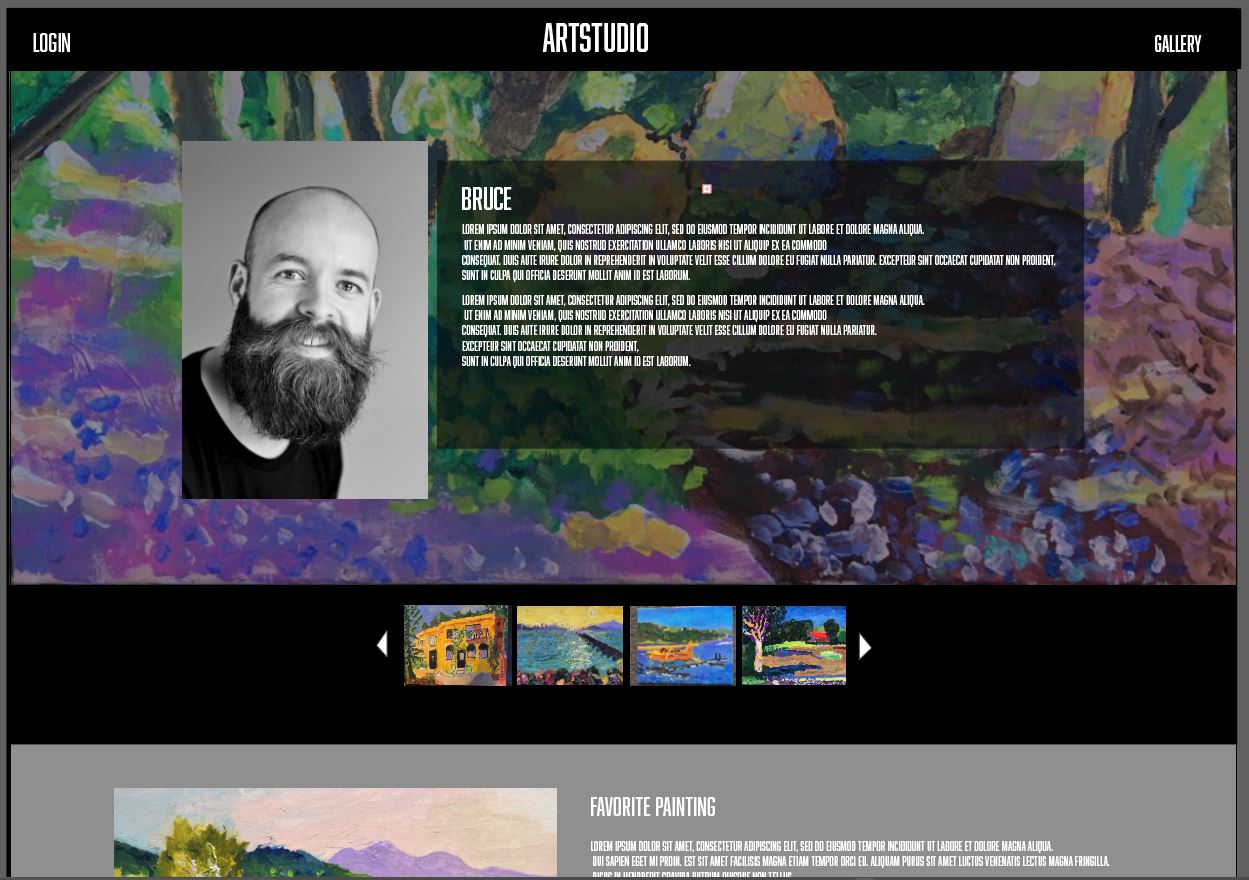 LOGIN
ARTSTUDIO
GALLERY
BRUCE
LOREM IPSUM DOLOR SIT AMET, CONSECTETUR ADIPISCING ELIT, SED DO EIUSMOD TEMPOR INCIDIDUNT UT LABORE ET DOLORE MAGNA ALIQUA.
UT ENIM AD MINIM VENIAM, QUIS NOSTRUD EXERCITATION ULLAMCO LABORIS NISI UT ALIQUIP EX EA COMMODO
CONSEQUAT. DUIS AUTE IRURE DOLOR IN REPREHENDERIT IN VOLUPTATE VELIT ESSE CILLUM DOLORE EU FUGIAT NULLA PARIATUR. EXCEPTEUR SINT OCCAECAT CUPIDATAT NON PROIDENT,
SUNT IN CULPA QUI OFFICIA DESERUNT MOLLIT ANIM ID EST LABORUM.
LOREM IPSUM DOLOR SIT AMET, CONSECTETUR ADIPISCING ELIT, SED DO EIUSMOD TEMPOR INCIDIDUNT UT LABORE ET DOLORE MAGNA ALIQUA.
UT ENIM AD MINIM VENIAM, QUIS NOSTRUD EXERCITATION ULLAMCO LABORIS NISI UT ALIQUIP EX EA COMMODO
CONSEQUAT. DUIS AUTE IRURE DOLOR IN REPREHENDERIT IN VOLUPTATE VELIT ESSE CILLUM DOLORE EU FUGIAT NULLA PARIATUR.
EXCEPTEUR SINT OCCAECAT CUPIDATAT NON PROIDENT,
SUNT IN CULPA QUI OFFICIA DESERUNT MOLLIT ANIM ID EST LABORUM.
FAVORITE PAINTING
LOREM IPSUM DOLOR SIT AMET, CONSECTETUR ADIPISCING ELIT, SED DO EIUSMOD TEMPOR INCIDIDUNT UT LABORE ET DOLORE MAGNA ALIQUA.
DUI SAPIEN EGET MI PROIN. EST SIT AMET FACILISIS MAGNA ETIAM TEMPOR ORCI EU. ALIQUAM PURUS SIT AMET LUCTUS VENENATIS LECTUS MAGNA FRINGILLA.
RISUS IN HENDRERIT GRAVIDA RUTRUM QUISQUE NON TELLUS